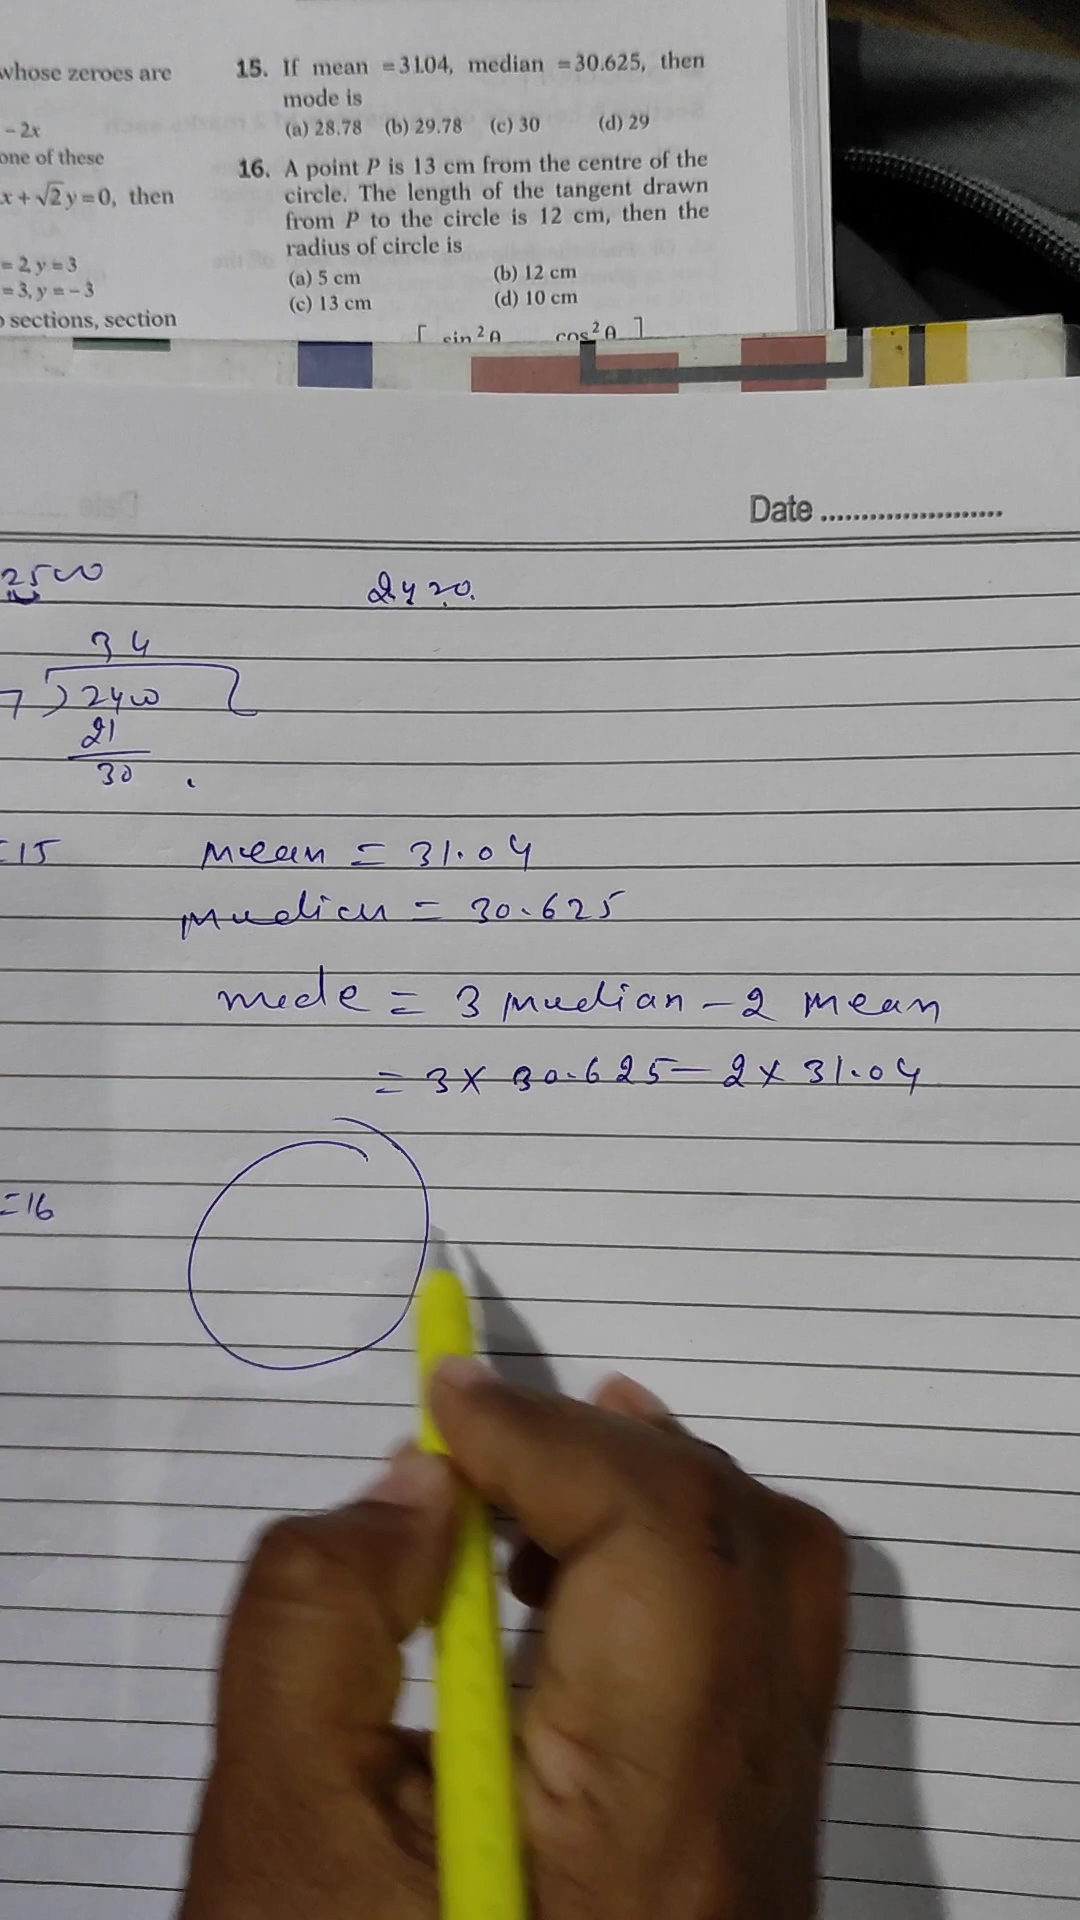 whose zeroes are
- 2x
one of these
x + √2 y = 0, then
= 2, y = 3
= 3, y = - 3
sections, section
15. If mean = 31.04, median = 30.625, then
mode is
(a) 28.78 (b) 29.78 (c) 30 (d) 29
16. A point P is 13 cm from the centre of the
circle. The length of the tangent drawn
from P to the circle is 12 cm, then the
radius of circle is
(a) 5 cm (b) 12 cm
(c) 13 cm (d) 10 cm
[ sin²θ cos²θ ]
Date ......................
2500 2420.
34
7 ) 2400
21
30
=15 mean = 31.04
median = 30.625
mode = 3 median - 2 mean
= 3 × 30.625 - 2 × 31.04
=16